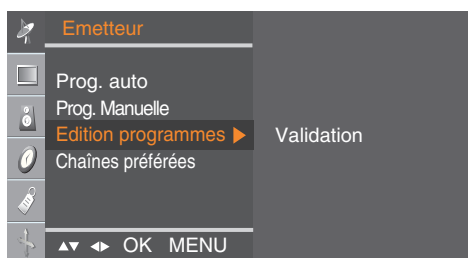 Emetteur
Prog. auto
Prog. Manuelle
Edition programmes ▶ Validation
Chaînes préférées
▲▼ ◀▶ OK MENU